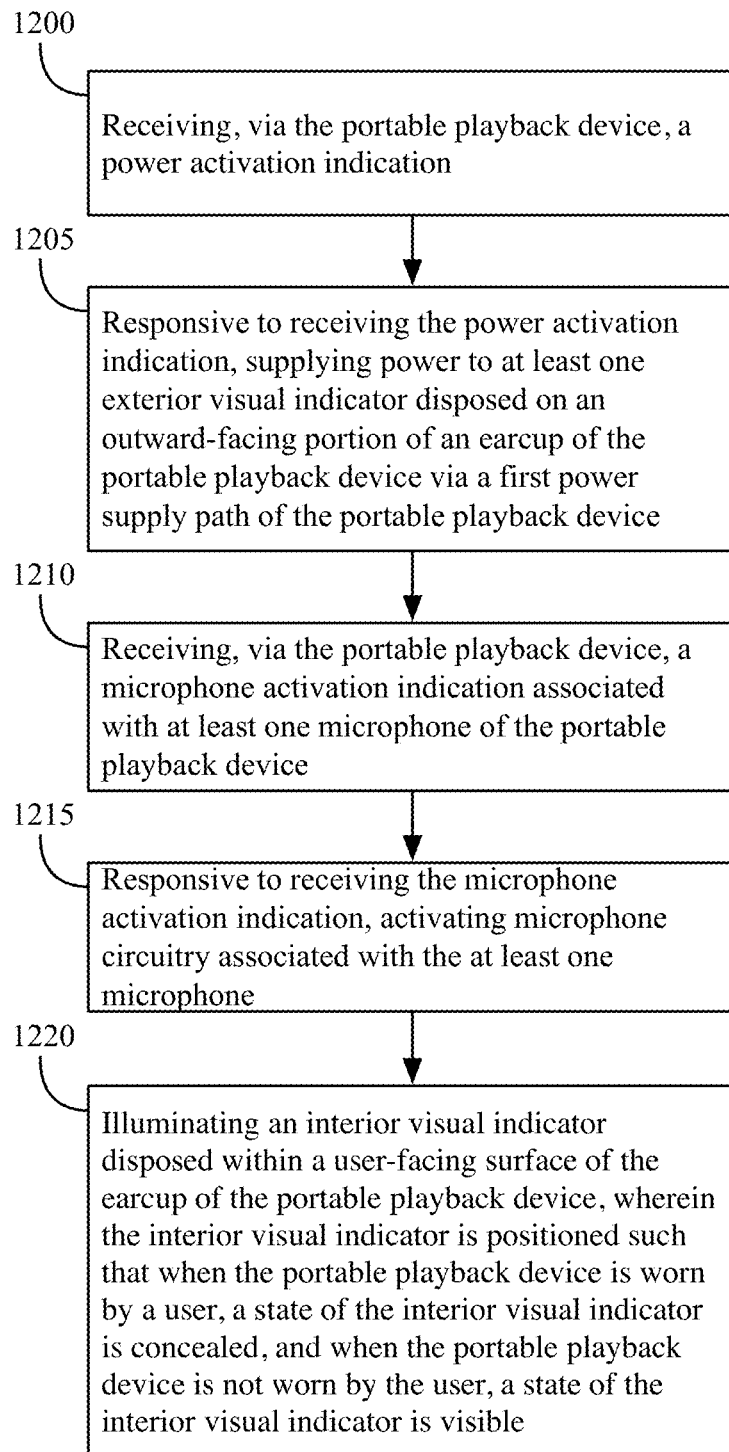 1200
Receiving, via the portable playback device, a
power activation indication
1205
Responsive to receiving the power activation
indication, supplying power to at least one
exterior visual indicator disposed on an
outward-facing portion of an earcup of the
portable playback device via a first power
supply path of the portable playback device
1210
Receiving, via the portable playback device, a
microphone activation indication associated
with at least one microphone of the portable
playback device
1215
Responsive to receiving the microphone
activation indication, activating microphone
circuitry associated with the at least one
microphone
1220
Illuminating an interior visual indicator
disposed within a user-facing surface of the
earcup of the portable playback device, wherein
the interior visual indicator is positioned such
that when the portable playback device is worn
by a user, a state of the interior visual indicator
is concealed, and when the portable playback
device is not worn by the user, a state of the
interior visual indicator is visible